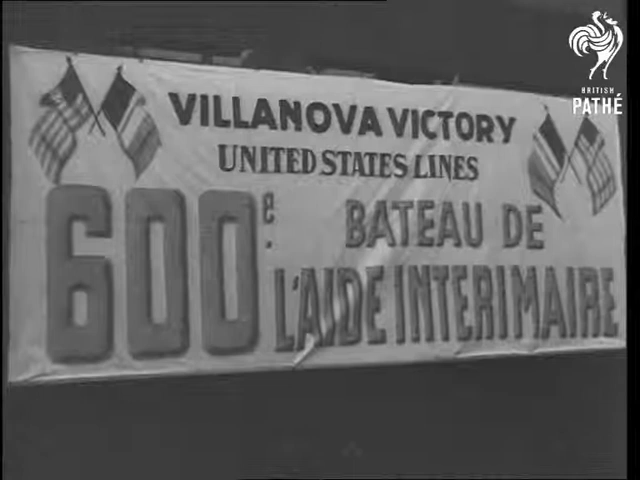 VILLANOVA VICTORY
UNITED STATES LINES
600e. BATEAU DE
L'AIDE INTERIMAIRE
BRITISH
PATHÉ